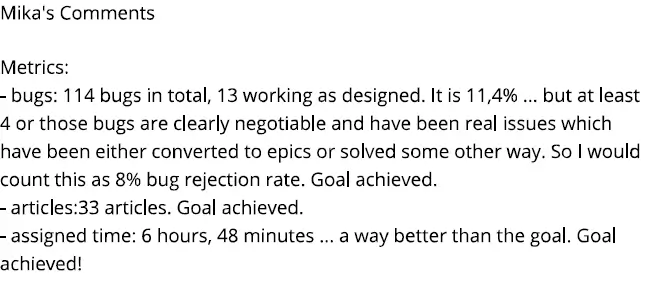 Mika's Comments
Metrics:
- bugs: 114 bugs in total, 13 working as designed. It is 11,4% ... but at least
4 or those bugs are clearly negotiable and have been real issues which
have been either converted to epics or solved some other way. So I would
count this as 8% bug rejection rate. Goal achieved.
- articles:33 articles. Goal achieved.
- assigned time: 6 hours, 48 minutes ... a way better than the goal. Goal
achieved!